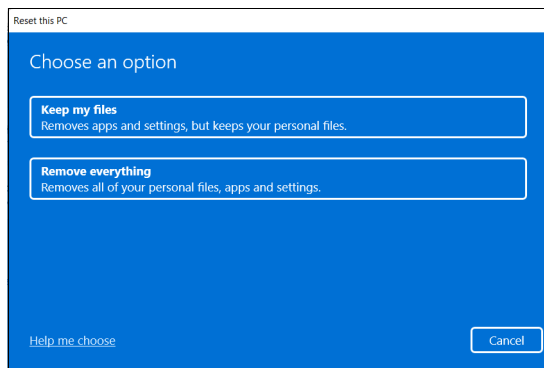 Reset this PC
Choose an option
Keep my files
Removes apps and settings, but keeps your personal files.
Remove everything
Removes all of your personal files, apps and settings.
Help me choose
Cancel